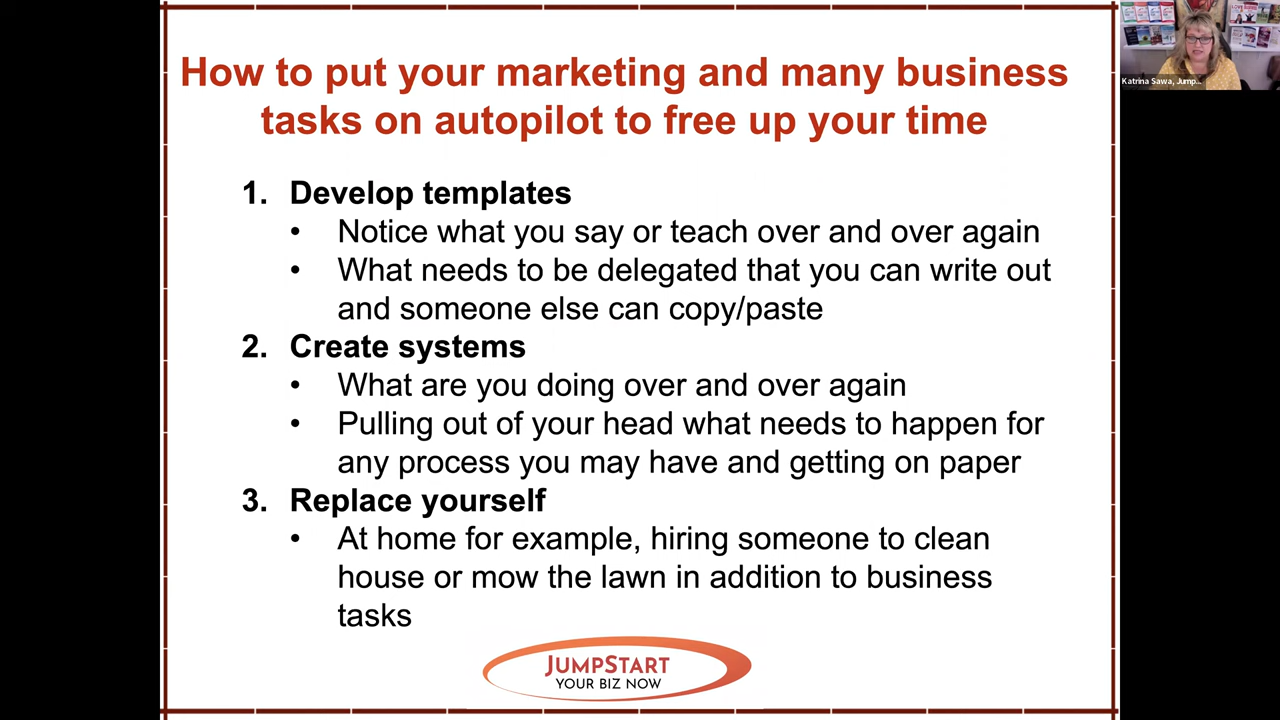 How to put your marketing and many business
tasks on autopilot to free up your time
1. Develop templates
• Notice what you say or teach over and over again
• What needs to be delegated that you can write out
and someone else can copy/paste
2. Create systems
• What are you doing over and over again
• Pulling out of your head what needs to happen for
any process you may have and getting on paper
3. Replace yourself
• At home for example, hiring someone to clean
house or mow the lawn in addition to business
tasks
JUMPSTART
YOUR BIZ NOW
Katrina Sawa, Jump...